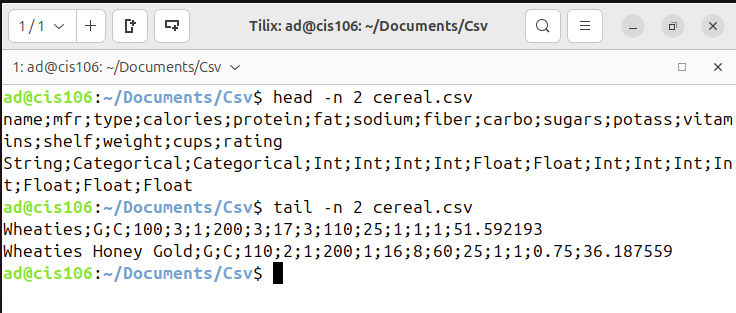 1 / 1
Tilix: ad@cis106: ~/Documents/Csv
1: ad@cis106: ~/Documents/Csv
ad@cis106:~/Documents/Csv$ head -n 2 cereal.csv
name;mfr;type;calories;protein;fat;sodium;fiber;carbo;sugars;potass;vitam
ins;shelf;weight;cups;rating
String;Categorical;Categorical;Int;Int;Int;Int;Float;Float;Int;Int;Int;In
t;Float;Float;Float
ad@cis106:~/Documents/Csv$ tail -n 2 cereal.csv
Wheaties;G;C;100;3;1;200;3;17;3;110;25;1;1;1;51.592193
Wheaties Honey Gold;G;C;110;2;1;200;1;16;8;60;25;1;1;0.75;36.187559
ad@cis106:~/Documents/Csv$